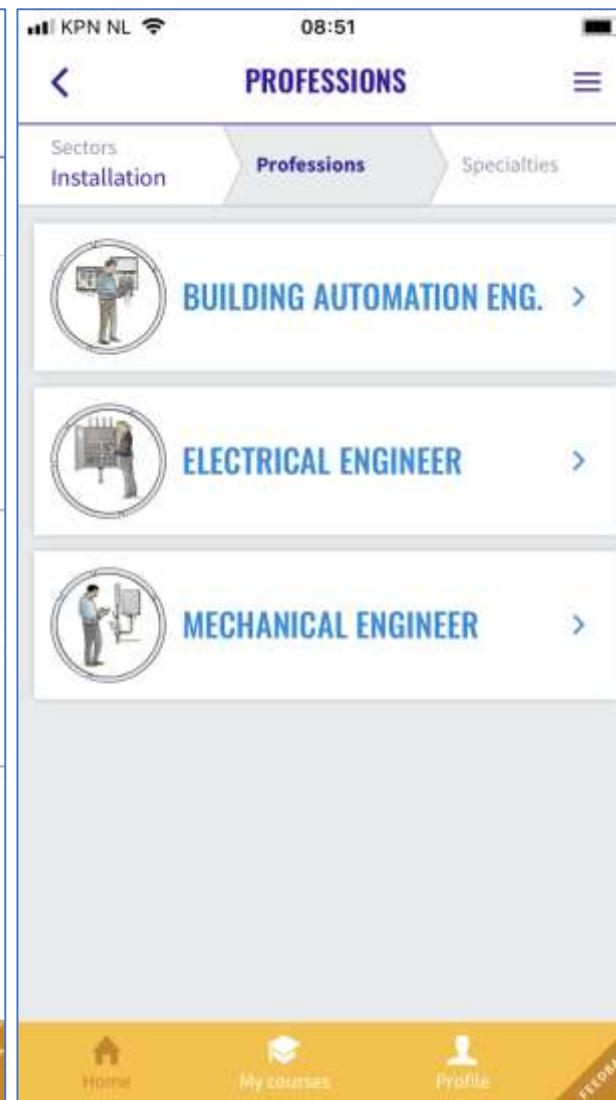 KPN NL 08:51
PROFESSIONS
Sectors
Installation
Professions
Specialties
BUILDING AUTOMATION ENG.
ELECTRICAL ENGINEER
MECHANICAL ENGINEER
Home My courses Profile